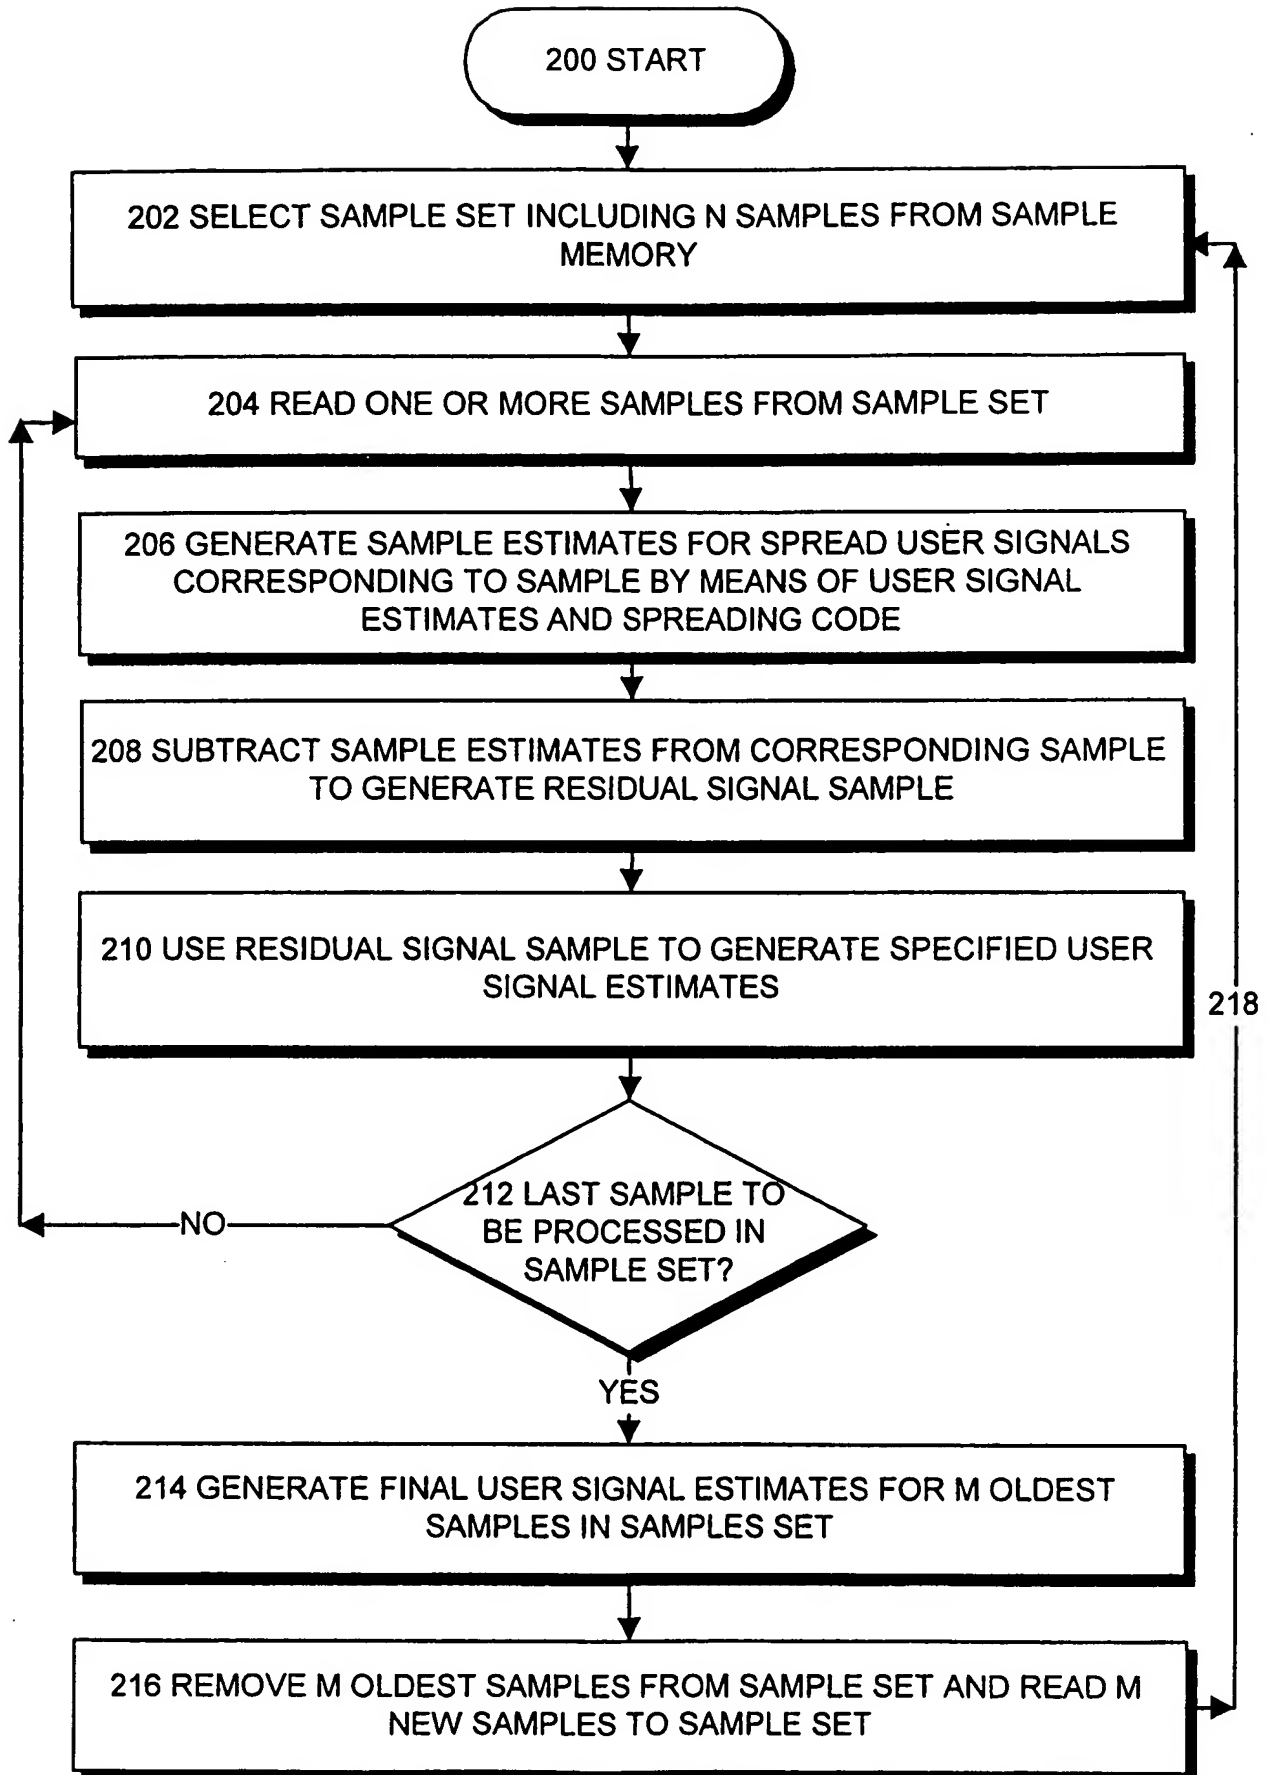 200 START
202 SELECT SAMPLE SET INCLUDING N SAMPLES FROM SAMPLE
MEMORY
204 READ ONE OR MORE SAMPLES FROM SAMPLE SET
206 GENERATE SAMPLE ESTIMATES FOR SPREAD USER SIGNALS
CORRESPONDING TO SAMPLE BY MEANS OF USER SIGNAL
ESTIMATES AND SPREADING CODE
208 SUBTRACT SAMPLE ESTIMATES FROM CORRESPONDING SAMPLE
TO GENERATE RESIDUAL SIGNAL SAMPLE
210 USE RESIDUAL SIGNAL SAMPLE TO GENERATE SPECIFIED USER
SIGNAL ESTIMATES
218
212 LAST SAMPLE TO
BE PROCESSED IN
SAMPLE SET?
NO
YES
214 GENERATE FINAL USER SIGNAL ESTIMATES FOR M OLDEST
SAMPLES IN SAMPLES SET
216 REMOVE M OLDEST SAMPLES FROM SAMPLE SET AND READ M
NEW SAMPLES TO SAMPLE SET